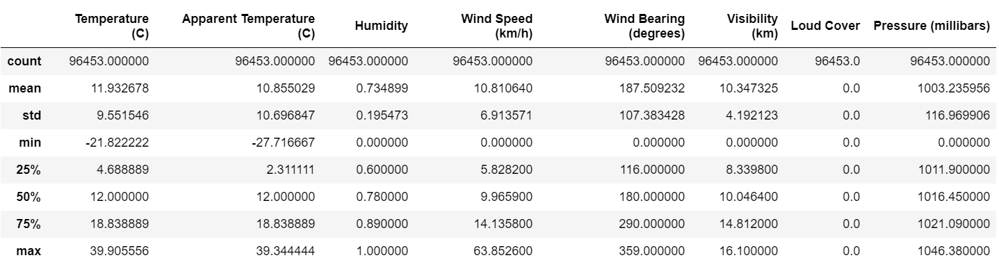 Temperature (C) Apparent Temperature (C) Humidity Wind Speed (km/h) Wind Bearing (degrees) Visibility (km) Loud Cover Pressure (millibars)
count 96453.000000 96453.000000 96453.000000 96453.000000 96453.000000 96453.000000 96453.0 96453.000000
mean 11.932678 10.855029 0.734899 10.810640 187.509232 10.347325 0.0 1003.235956
std 9.551546 10.696847 0.195473 6.913571 107.383428 4.192123 0.0 116.969906
min -21.822222 -27.716667 0.000000 0.000000 0.000000 0.000000 0.0 0.000000
25% 4.688889 2.311111 0.600000 5.828200 116.000000 8.339800 0.0 1011.900000
50% 12.000000 12.000000 0.780000 9.965900 180.000000 10.046400 0.0 1016.450000
75% 18.838889 18.838889 0.890000 14.135800 290.000000 14.812000 0.0 1021.090000
max 39.905556 39.344444 1.000000 63.852600 359.000000 16.100000 0.0 1046.380000